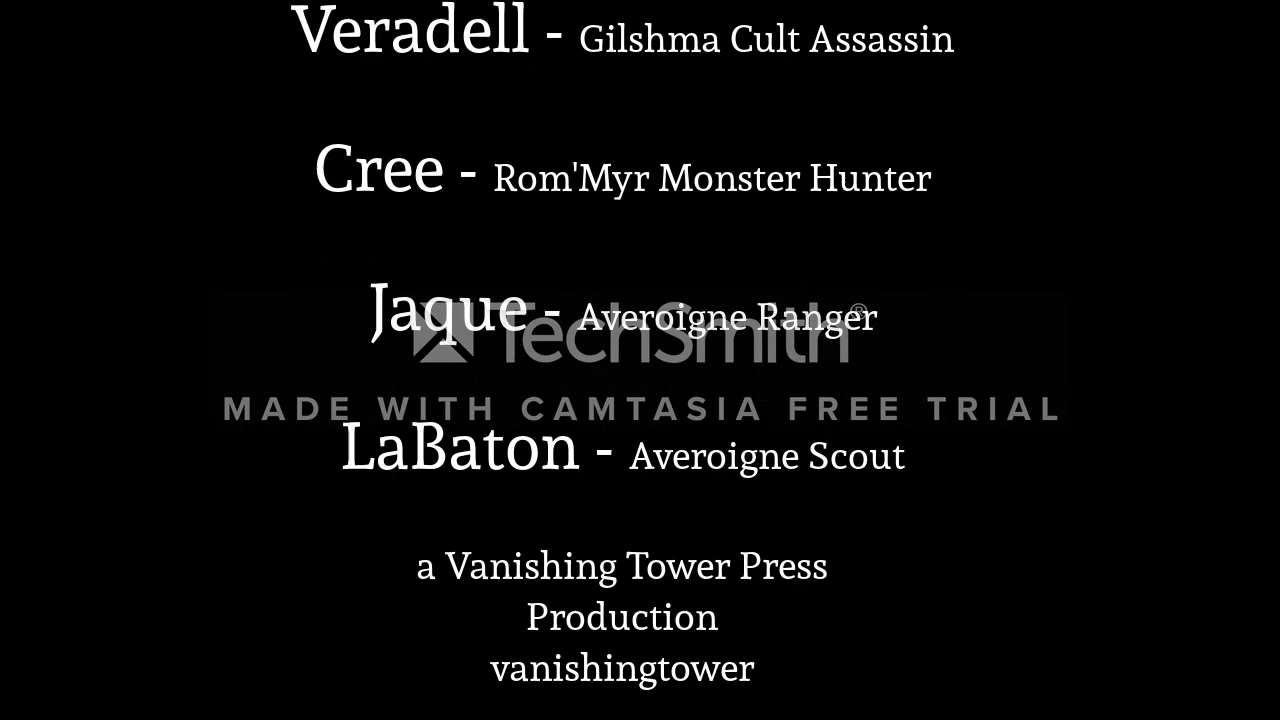 Veradell - Gilshma Cult Assassin
Cree - Rom'Myr Monster Hunter
Jaque - Averoigne Ranger
TechSmith®
MADE WITH CAMTASIA FREE TRIAL
LaBaton - Averoigne Scout
a Vanishing Tower Press
Production
vanishingtower